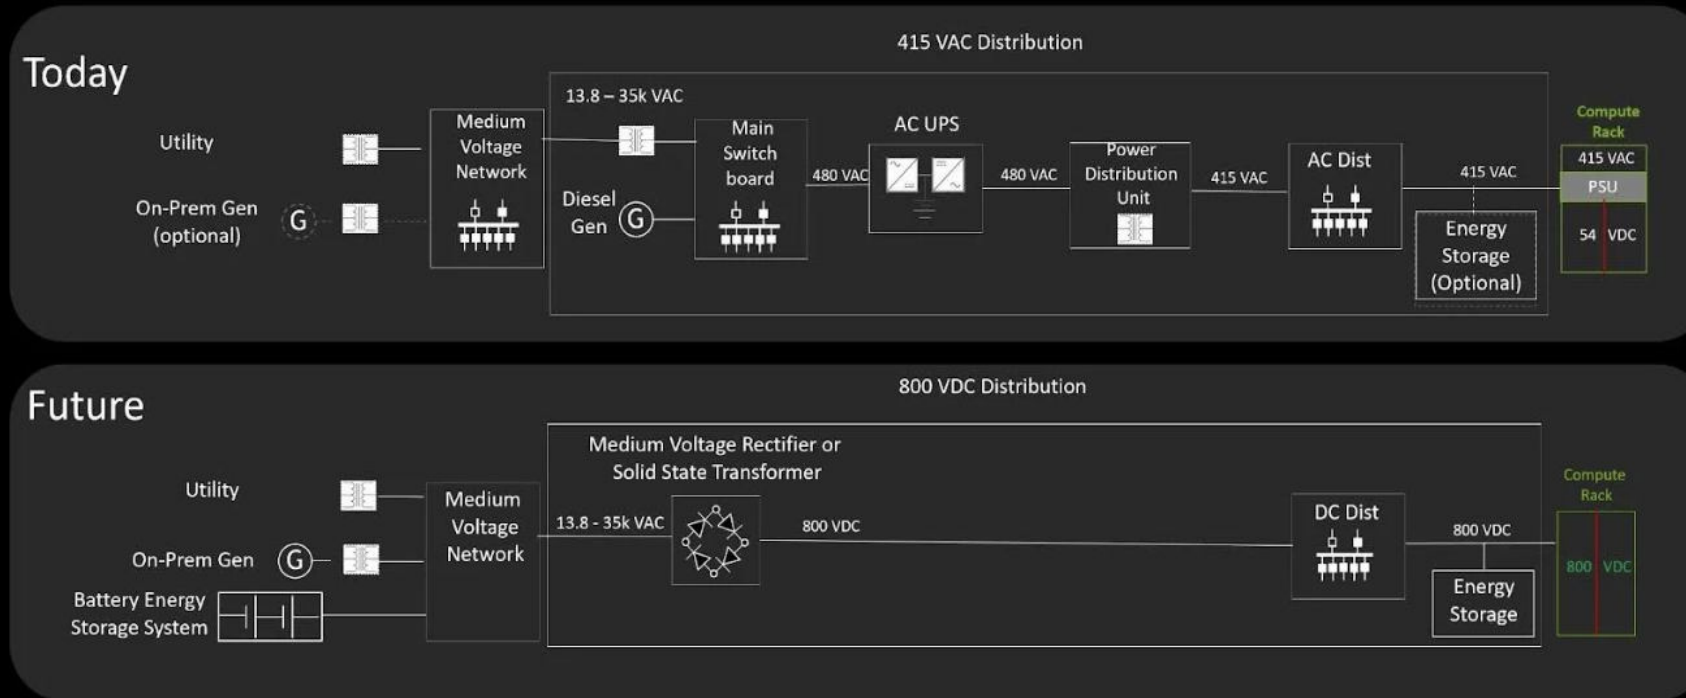 415 VAC Distribution
Today
13.8 – 35k VAC
Utility
Medium
Voltage
Network
Main
Switch
board
AC UPS
Power
Distribution
Unit
AC Dist
Compute
Rack
415 VAC
PSU
54 VDC
480 VAC
480 VAC
415 VAC
415 VAC
On-Prem Gen
(optional)
G
Diesel
Gen
G
Energy
Storage
(Optional)
800 VDC Distribution
Future
Medium Voltage Rectifier or
Solid State Transformer
Utility
Medium
Voltage
Network
13.8 - 35k VAC
800 VDC
DC Dist
800 VDC
Compute
Rack
800 VDC
On-Prem Gen
G
Battery Energy
Storage System
Energy
Storage